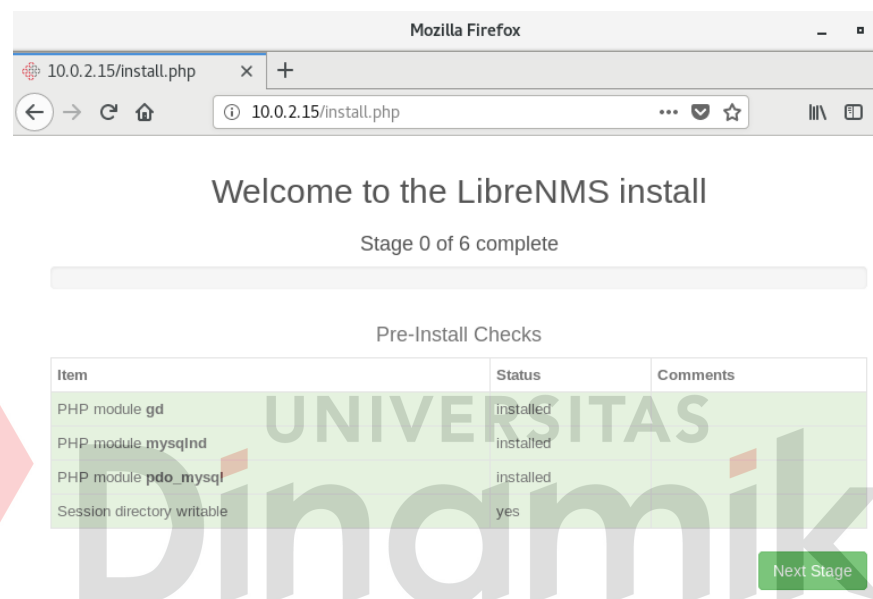 Mozilla Firefox
10.0.2.15/install.php
10.0.2.15/install.php
Welcome to the LibreNMS install
Stage 0 of 6 complete
Pre-Install Checks
Item Status Comments
PHP module gd installed
PHP module mysqlnd installed
PHP module pdo_mysql installed
Session directory writable yes
Next Stage
UNIVERSITAS
Dinamik